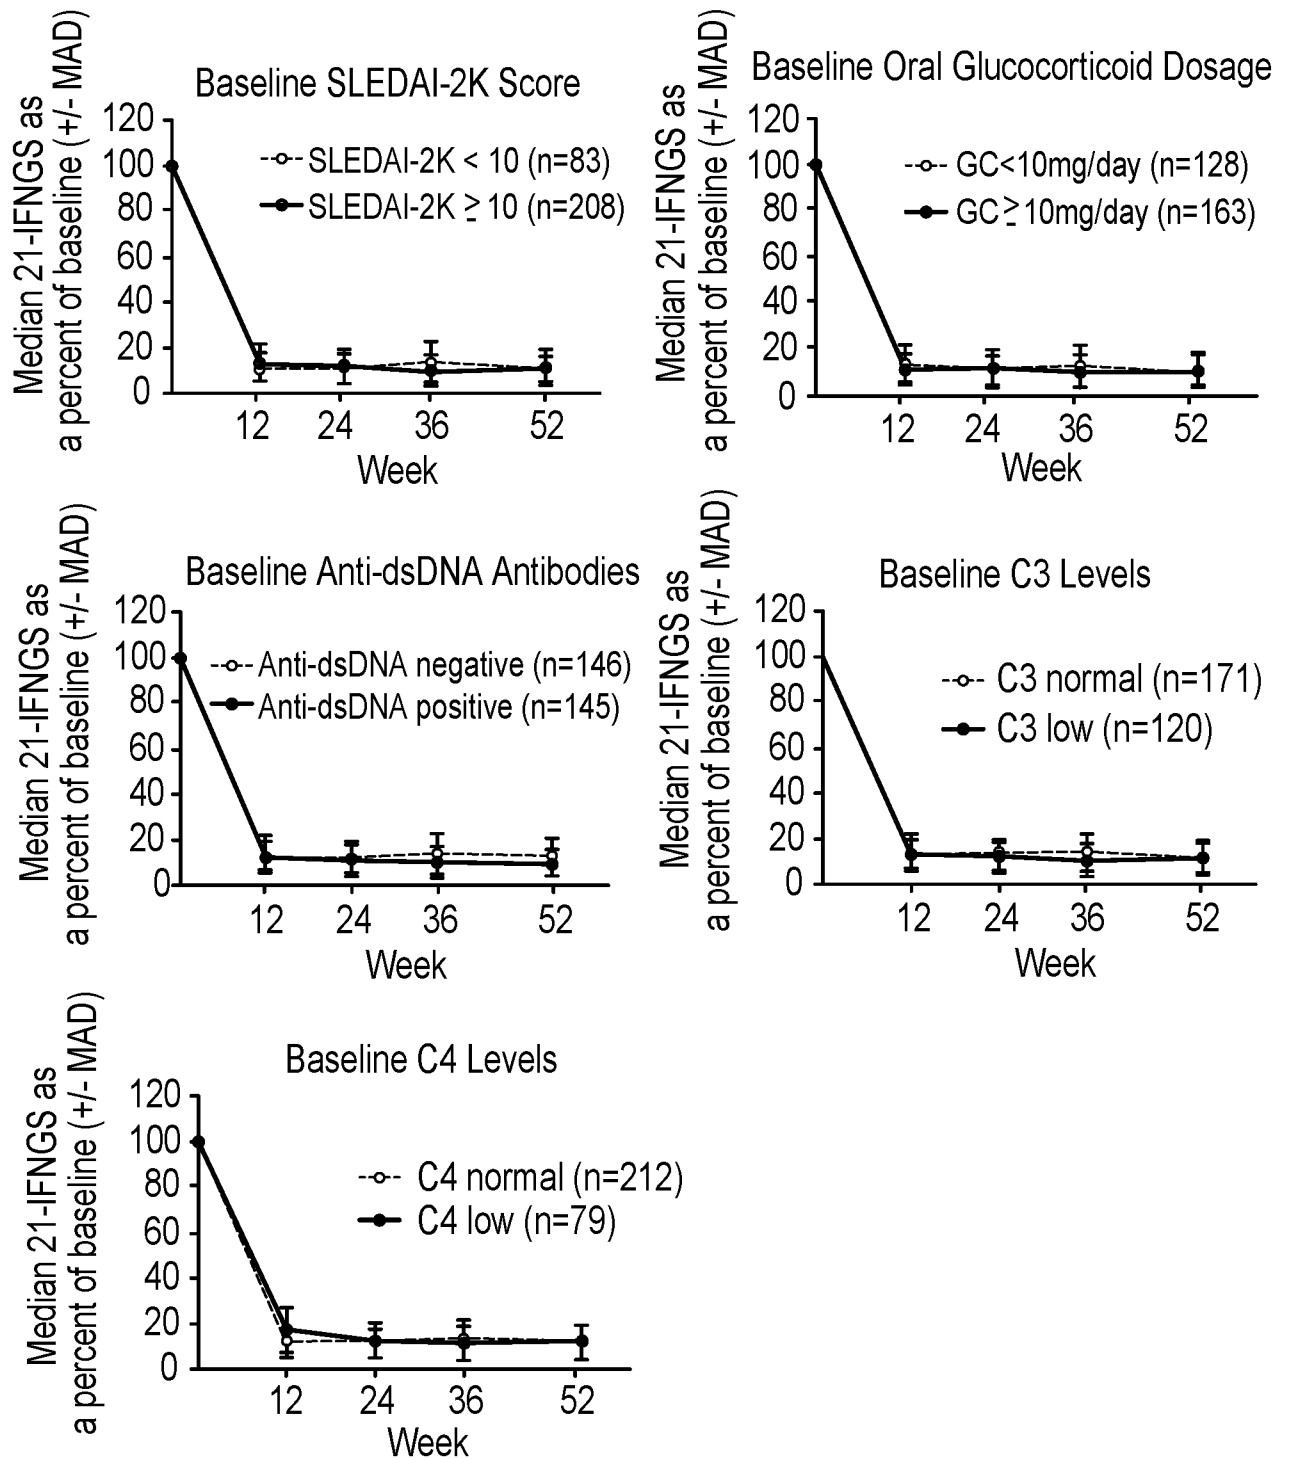 Baseline SLEDAI-2K Score
Median 21-IFNGS as
a percent of baseline (+/- MAD)
120
100
80
60
40
20
0
SLEDAI-2K < 10 (n=83)
SLEDAI-2K ≥ 10 (n=208)
12 24 36 52
Week
Baseline Oral Glucocorticoid Dosage
Median 21-IFNGS as
a percent of baseline (+/- MAD)
120
100
80
60
40
20
0
GC<10mg/day (n=128)
GC ≥ 10mg/day (n=163)
12 24 36 52
Week
Baseline Anti-dsDNA Antibodies
Median 21-IFNGS as
a percent of baseline (+/- MAD)
120
100
80
60
40
20
0
Anti-dsDNA negative (n=146)
Anti-dsDNA positive (n=145)
12 24 36 52
Week
Baseline C3 Levels
Median 21-IFNGS as
a percent of baseline (+/- MAD)
120
100
80
60
40
20
0
C3 normal (n=171)
C3 low (n=120)
12 24 36 52
Week
Baseline C4 Levels
Median 21-IFNGS as
a percent of baseline (+/- MAD)
120
100
80
60
40
20
0
C4 normal (n=212)
C4 low (n=79)
12 24 36 52
Week